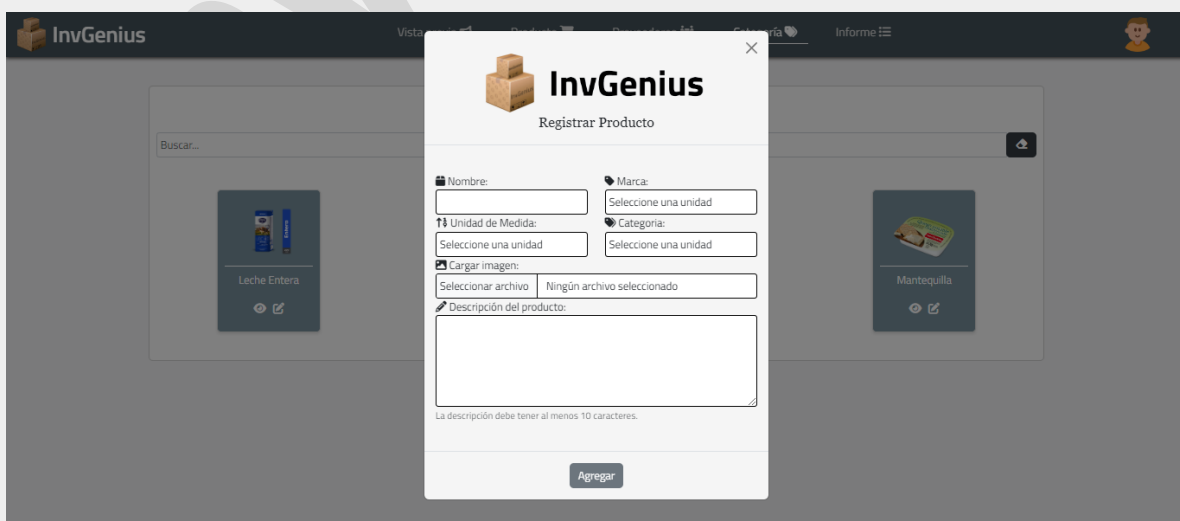 InvGenius
Vista
Categoría
Informe
InvGenius
Registrar Producto
Buscar...
Nombre:
Marca:
Seleccione una unidad
Unidad de Medida:
Categoria:
Seleccione una unidad
Seleccione una unidad
Cargar imagen:
Seleccionar archivo
Ningún archivo seleccionado
Descripción del producto:
La descripción debe tener al menos 10 caracteres.
Agregar
Leche Entera
Mantequilla